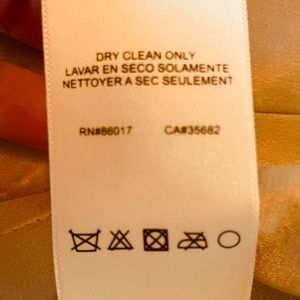 DRY CLEAN ONLY
LAVAR EN SECO SOLAMENTE
NETTOYER A SEC SEULEMENT
RN#86017 CA#35682